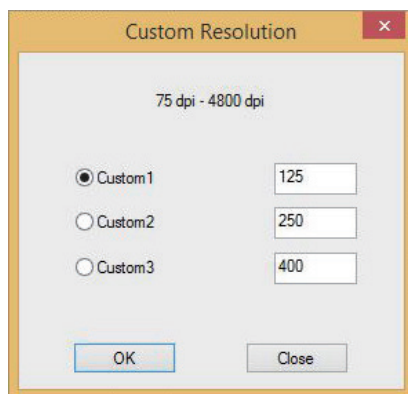 Custom Resolution
75 dpi - 4800 dpi
Custom1 125
Custom2 250
Custom3 400
OK Close